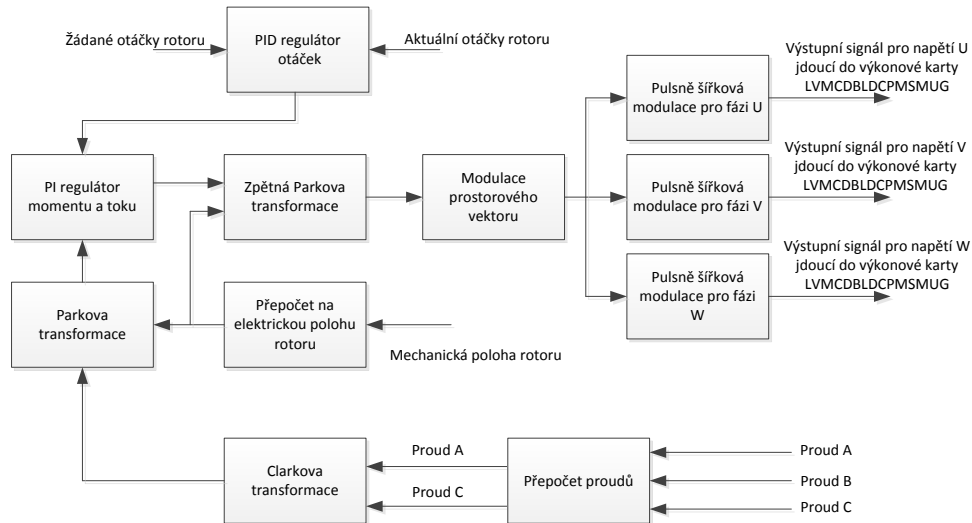 Žádané otáčky rotoru
PID regulátor
otáček
Aktuální otáčky rotoru
Výstupní signál pro napětí U
jdoucí do výkonové karty
LVMCDBLDCPMSMUG
Pulsně šířková
modulace pro fázi U
PI regulátor
momentu a toku
Zpětná Parkova
transformace
Modulace
prostorového
vektoru
Pulsně šířková
modulace pro fázi V
Výstupní signál pro napětí V
jdoucí do výkonové karty
LVMCDBLDCPMSMUG
Parkova
transformace
Přepočet na
elektrickou polohu
rotoru
Mechanická poloha rotoru
Pulsně šířková
modulace pro fázi
W
Výstupní signál pro napětí W
jdoucí do výkonové karty
LVMCDBLDCPMSMUG
Clarkova
transformace
Proud A
Proud C
Přepočet proudů
Proud A
Proud B
Proud C